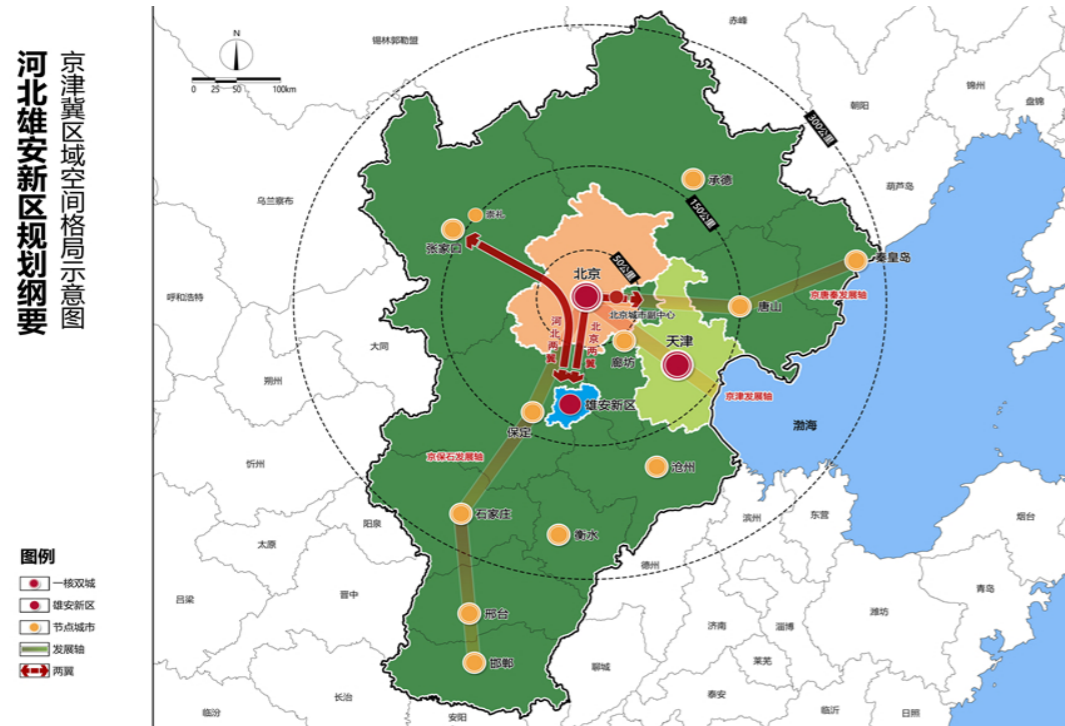 河北雄安新区规划纲要
京津冀区域空间格局示意图
N
0 25 50 100km
图例
一核双城
雄安新区
节点城市
发展轴
两翼
锡林郭勒盟
赤峰
锦州
盘锦
朝阳
葫芦岛
乌兰察布
呼和浩特
大同
朔州
忻州
阳泉
太原
吕梁
晋中
临汾
长治
安阳
聊城
德州
滨州
东营
烟台
青岛
潍坊
淄博
济南
莱芜
泰安
临沂
日照
300公里
150公里
50公里
承德
崇礼
张家口
北京
北京城市副中心
秦皇岛
京唐秦发展轴
唐山
河北两翼
北京两翼
廊坊
天津
京津发展轴
渤海
雄安新区
保定
京保石发展轴
沧州
石家庄
衡水
邢台
邯郸